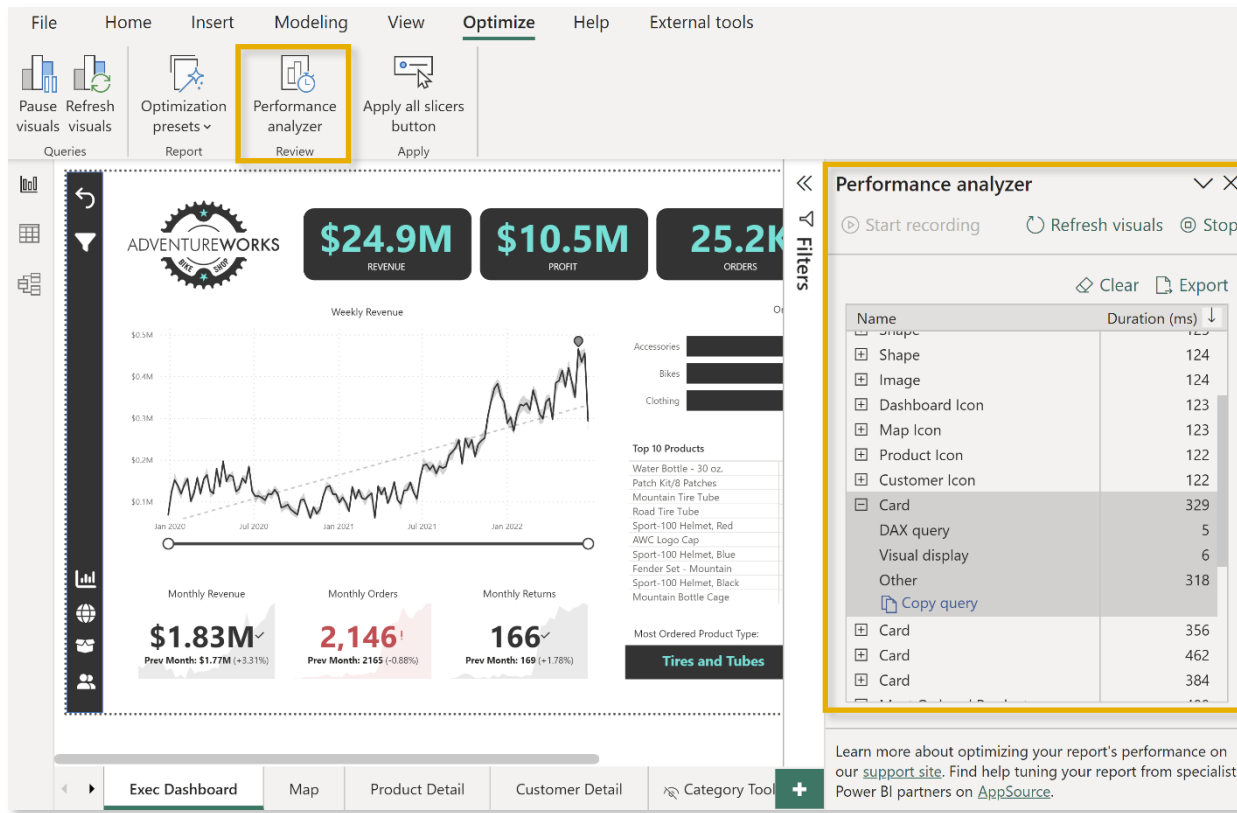 File Home Insert Modeling View Optimize Help External tools
Pause visuals
Refresh visuals
Optimization presets
Performance analyzer
Apply all slicers button
Queries Report Review Apply
ADVENTUREWORKS
BIKE SHOP
$24.9M
REVENUE
$10.5M
PROFIT
25.2K
ORDERS
Filters
Weekly Revenue
$0.5M
$0.4M
$0.3M
$0.2M
$0.1M
Jan 2020 Jul 2020 Jan 2021 Jul 2021 Jan 2022
Accessories
Bikes
Clothing
Top 10 Products
Water Bottle - 30 oz.
Patch Kit/8 Patches
Mountain Tire Tube
Road Tire Tube
Sport-100 Helmet, Red
AWC Logo Cap
Sport-100 Helmet, Blue
Fender Set - Mountain
Sport-100 Helmet, Black
Mountain Bottle Cage
Monthly Revenue
$1.83M
Prev Month: $1.77M (+3.31%)
Monthly Orders
2,146!
Prev Month: 2165 (-0.88%)
Monthly Returns
166
Prev Month: 169 (+1.78%)
Most Ordered Product Type:
Tires and Tubes
Performance analyzer
Start recording Refresh visuals Stop
Clear Export
Name Duration (ms)
Shape 124
Image 124
Dashboard Icon 123
Map Icon 123
Product Icon 122
Customer Icon 122
Card 329
DAX query 5
Visual display 6
Other 318
Copy query
Card 356
Card 462
Card 384
Learn more about optimizing your report's performance on
our support site. Find help tuning your report from specialist
Power BI partners on AppSource.
Exec Dashboard Map Product Detail Customer Detail Category Tool